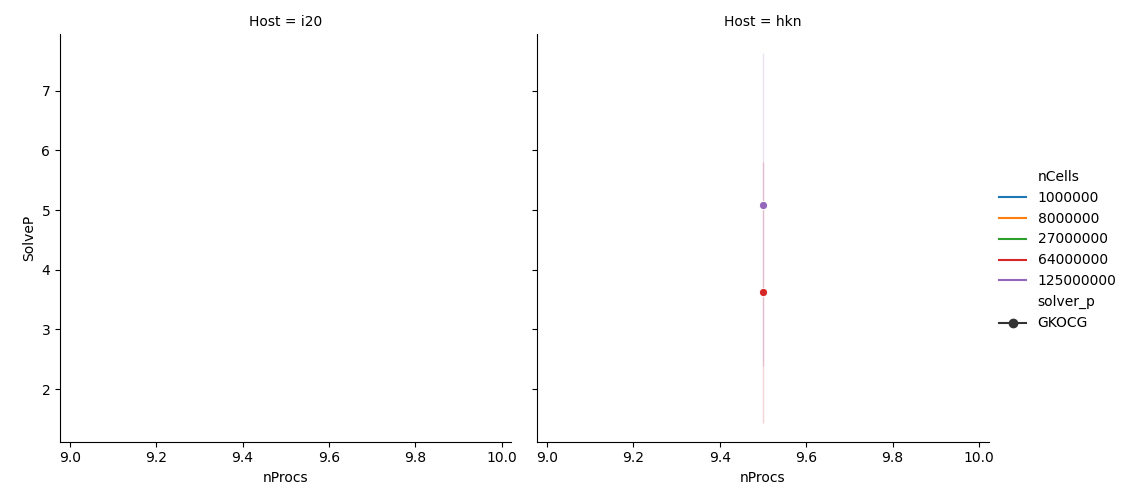 Host = i20
Host = hkn
SolveP
7
6
5
4
3
2
9.0 9.2 9.4 9.6 9.8 10.0
nProcs
9.0 9.2 9.4 9.6 9.8 10.0
nProcs
nCells
1000000
8000000
27000000
64000000
125000000
solver_p
GKOCG